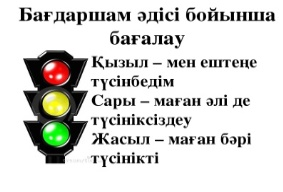 Бағдаршам әдісі бойынша
бағалау
Қызыл – мен ештеңе
түсінбедім
Сары – маған әлі де
түсініксіздеу
Жасыл – маған бәрі
түсінікті